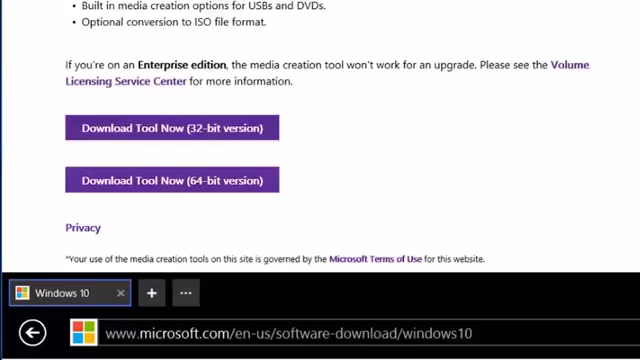 • Built in media creation options for USBs and DVDs.
• Optional conversion to ISO file format.
If you're on an Enterprise edition, the media creation tool won't work for an upgrade. Please see the Volume
Licensing Service Center for more information.
Download Tool Now (32-bit version)
Download Tool Now (64-bit version)
Privacy
*Your use of the media creation tools on this site is governed by the Microsoft Terms of Use for this website.
Windows 10
www.microsoft.com/en-us/software-download/windows10